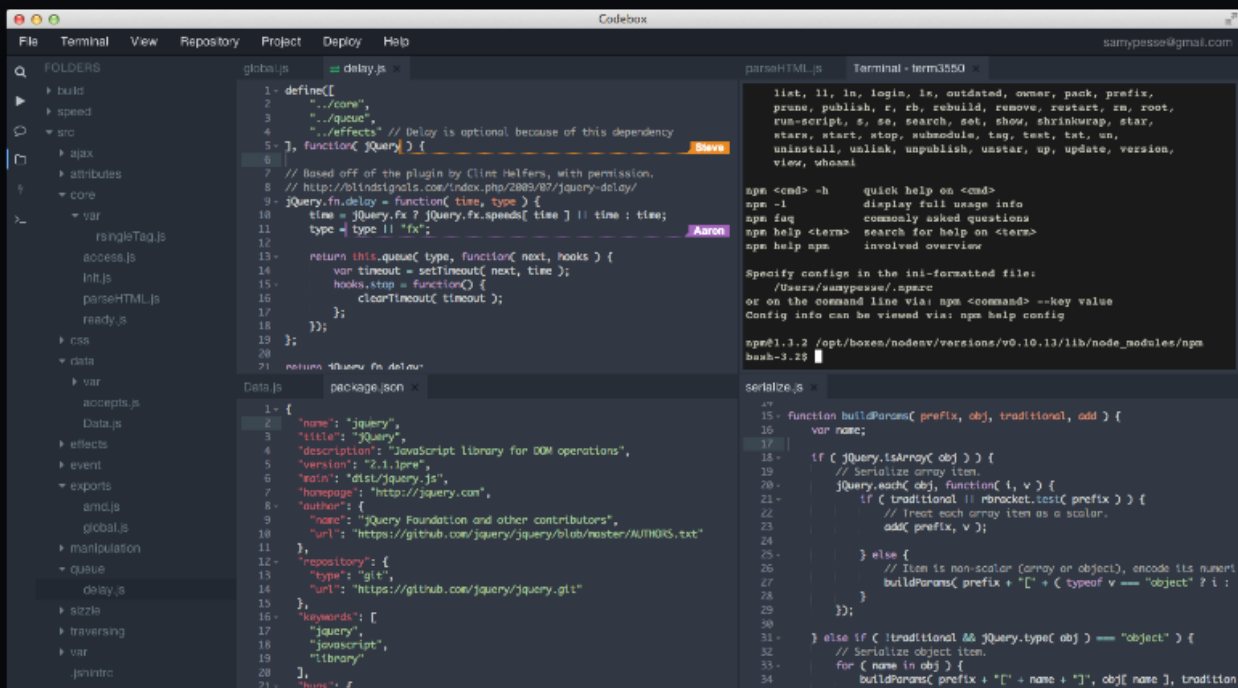 Codebox
File Terminal View Repository Project Deploy Help
samypesse@gmail.com
FOLDERS
build
speed
src
ajax
attributes
core
var
rsingleTag.js
access.js
init.js
parseHTML.js
ready.js
css
data
var
accepts.js
Data.js
effects
event
exports
amd.js
global.js
manipulation
queue
delay.js
sizzle
traversing
var
.jshintrc
global.js delay.js ×
1 define([
2 "../core",
3 "../queue",
4 "../effects" // Delay is optional because of this dependency
5 ], function( jQuery ) {
Steve
6
7 // Based off of the plugin by Clint Helfers, with permission.
8 // http://blindsignals.com/index.php/2009/07/jquery-delay/
9 jQuery.fn.delay = function( time, type ) {
10 time = jQuery.fx ? jQuery.fx.speeds[ time ] || time : time;
11 type = type || "fx";
Aaron
12
13 return this.queue( type, function( next, hooks ) {
14 var timeout = setTimeout( next, time );
15 hooks.stop = function() {
16 clearTimeout( timeout );
17 };
18 });
19 };
20
21 return jQuery.fn.delay;
parseHTML.js Terminal - term3550 ×
list, ll, ln, login, ls, outdated, owner, pack, prefix,
prune, publish, r, rb, rebuild, remove, restart, rm, root,
run-script, s, se, search, set, show, shrinkwrap, star,
stars, start, stop, submodule, tag, test, tst, un,
uninstall, unlink, unpublish, unstar, up, update, version,
view, whoami
npm <cmd> -h quick help on <cmd>
npm -l display full usage info
npm faq commonly asked questions
npm help <term> search for help on <term>
npm help npm involved overview
Specify configs in the ini-formatted file:
/Users/samypesse/.npmrc
or on the command line via: npm <command> --key value
Config info can be viewed via: npm help config
npm@1.3.2 /opt/boxen/nodenv/versions/v0.10.13/lib/node_modules/npm
bash-3.2$
Data.js package.json ×
1 {
2 "name": "jquery",
3 "title": "jQuery",
4 "description": "JavaScript library for DOM operations",
5 "version": "2.1.1pre",
6 "main": "dist/jquery.js",
7 "homepage": "http://jquery.com",
8 "author": {
9 "name": "jQuery Foundation and other contributors",
10 "url": "https://github.com/jquery/jquery/blob/master/AUTHORS.txt"
11 },
12 "repository": {
13 "type": "git",
14 "url": "https://github.com/jquery/jquery.git"
15 },
16 "keywords": [
17 "jquery",
18 "javascript",
19 "library"
20 ],
21 "bugs": {
serialize.js ×
14
15 function buildParams( prefix, obj, traditional, add ) {
16 var name;
17
18 if ( jQuery.isArray( obj ) ) {
19 // Serialize array item.
20 jQuery.each( obj, function( i, v ) {
21 if ( traditional || rbracket.test( prefix ) ) {
22 // Treat each array item as a scalar.
23 add( prefix, v );
24
25 } else {
26 // Item is non-scalar (array or object), encode its numeri
27 buildParams( prefix + "[" + ( typeof v === "object" ? i :
28 }
29 });
30
31 } else if ( !traditional && jQuery.type( obj ) === "object" ) {
32 // Serialize object item.
33 for ( name in obj ) {
34 buildParams( prefix + "[" + name + "]", obj[ name ], tradition